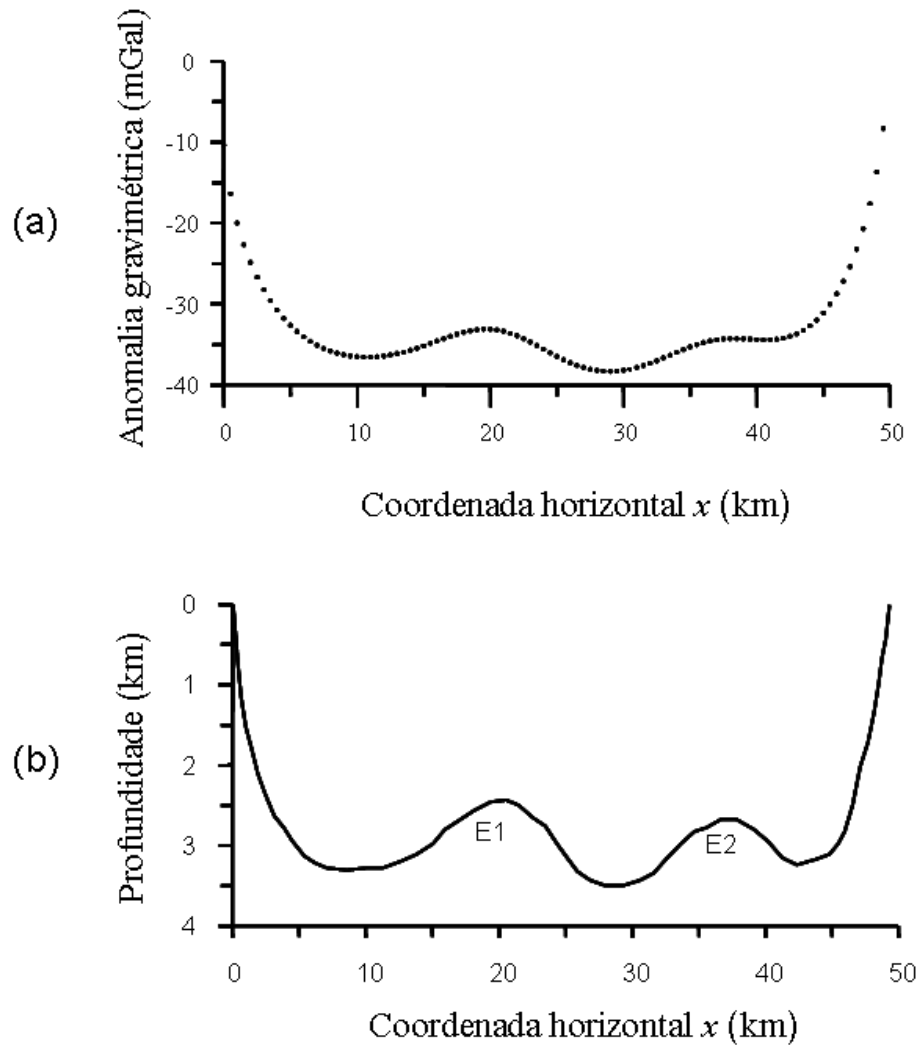 (a)
Anomalia gravimétrica (mGal)
0
-10
-20
-30
-40
0 10 20 30 40 50
Coordenada horizontal x (km)
(b)
Profundidade (km)
0
1
2
3
4
E1
E2
0 10 20 30 40 50
Coordenada horizontal x (km)